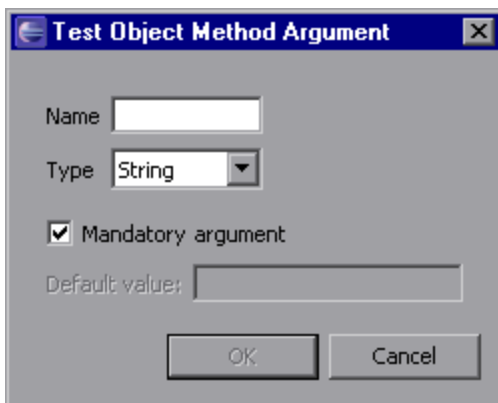 Test Object Method Argument
Name
Type String
Mandatory argument
Default value:
OK Cancel